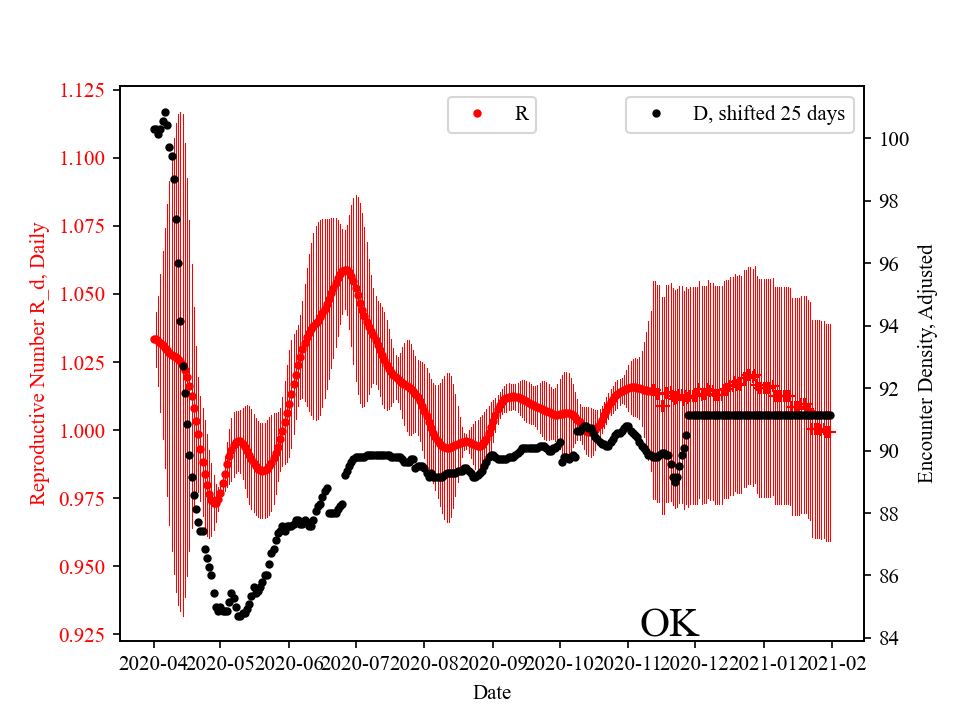 R
D, shifted 25 days
1.125
1.100
1.075
1.050
1.025
1.000
0.975
0.950
0.925
Reproductive Number R_d, Daily
100
98
96
94
92
90
88
86
84
Encounter Density, Adjusted
OK
2020-04 2020-05 2020-06 2020-07 2020-08 2020-09 2020-10 2020-11 2020-12 2021-01 2021-02
Date